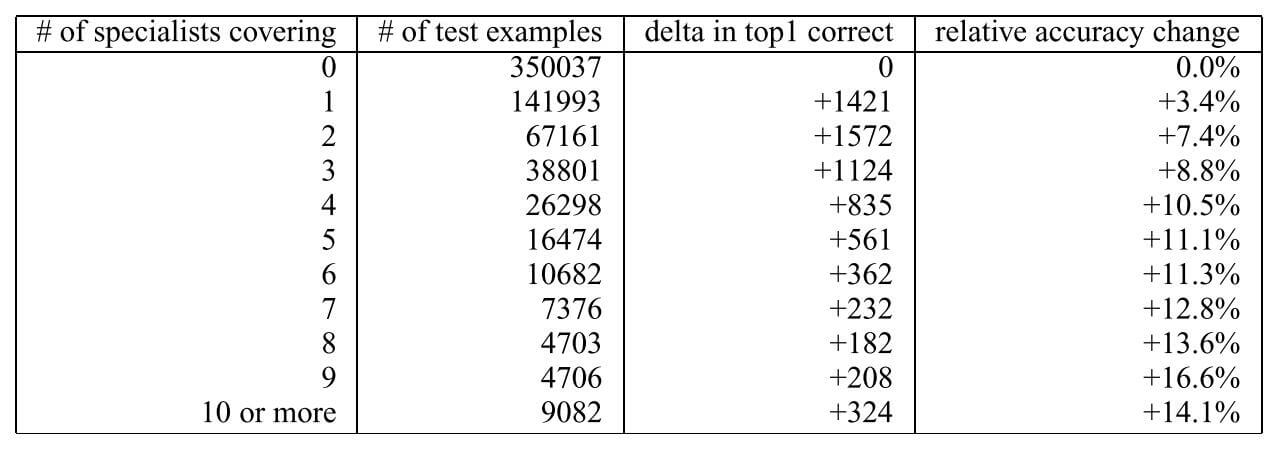 # of specialists covering # of test examples delta in top1 correct relative accuracy change
0 350037 0 0.0%
1 141993 +1421 +3.4%
2 67161 +1572 +7.4%
3 38801 +1124 +8.8%
4 26298 +835 +10.5%
5 16474 +561 +11.1%
6 10682 +362 +11.3%
7 7376 +232 +12.8%
8 4703 +182 +13.6%
9 4706 +208 +16.6%
10 or more 9082 +324 +14.1%